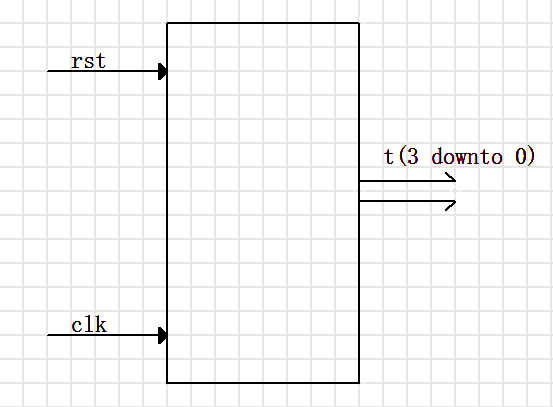 rst
t(3 downto 0)
clk